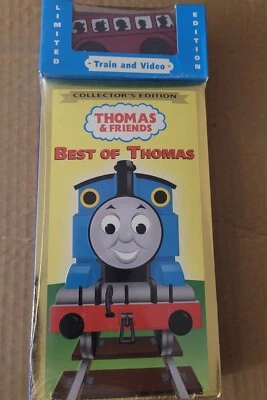 LIMITED
EDITION
Train and Video
COLLECTOR'S EDITION
THOMAS
& FRIENDS
BEST OF THOMAS